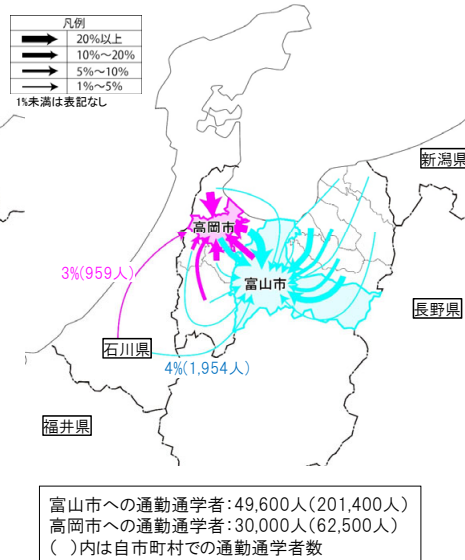 凡例
20%以上
10%~20%
5%~10%
1%~5%
1%未満は表記なし
新潟県
高岡市
富山市
3%(959人)
長野県
石川県
4%(1,954人)
福井県
富山市への通勤通学者:49,600人(201,400人)
高岡市への通勤通学者:30,000人(62,500人)
( )内は自市町村での通勤通学者数